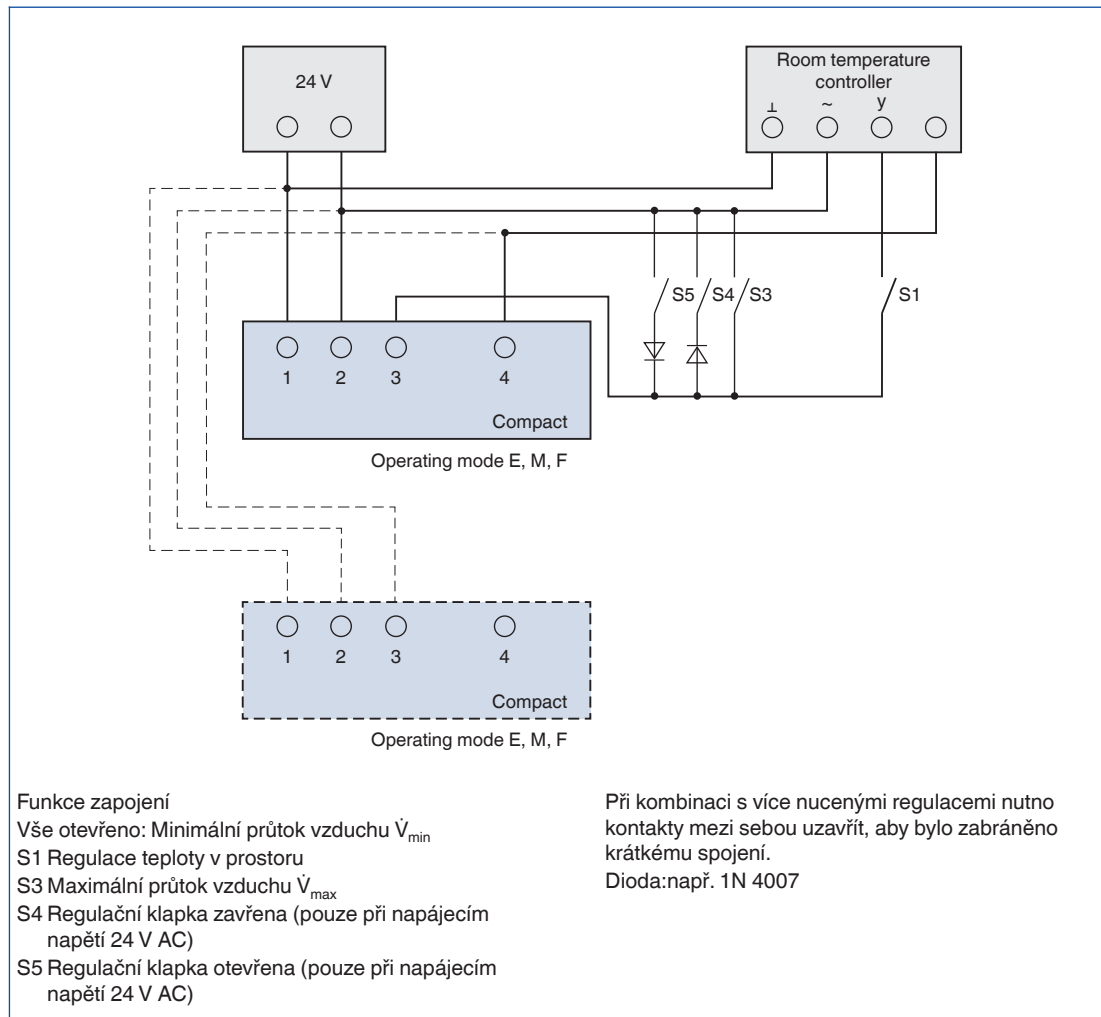 24 V
Room temperature
controller
⊥ ~ y
S5 S4 S3 S1
1 2 3 4
Compact
Operating mode E, M, F
1 2 3 4
Compact
Operating mode E, M, F
Funkce zapojení
Vše otevřeno: Minimální průtok vzduchu V̇min
S1 Regulace teploty v prostoru
S3 Maximální průtok vzduchu V̇max
S4 Regulační klapka zavřena (pouze při napájecím
napětí 24 V AC)
S5 Regulační klapka otevřena (pouze při napájecím
napětí 24 V AC)
Při kombinaci s více nucenými regulacemi nutno
kontakty mezi sebou uzavřít, aby bylo zabráněno
krátkému spojení.
Dioda:např. 1N 4007